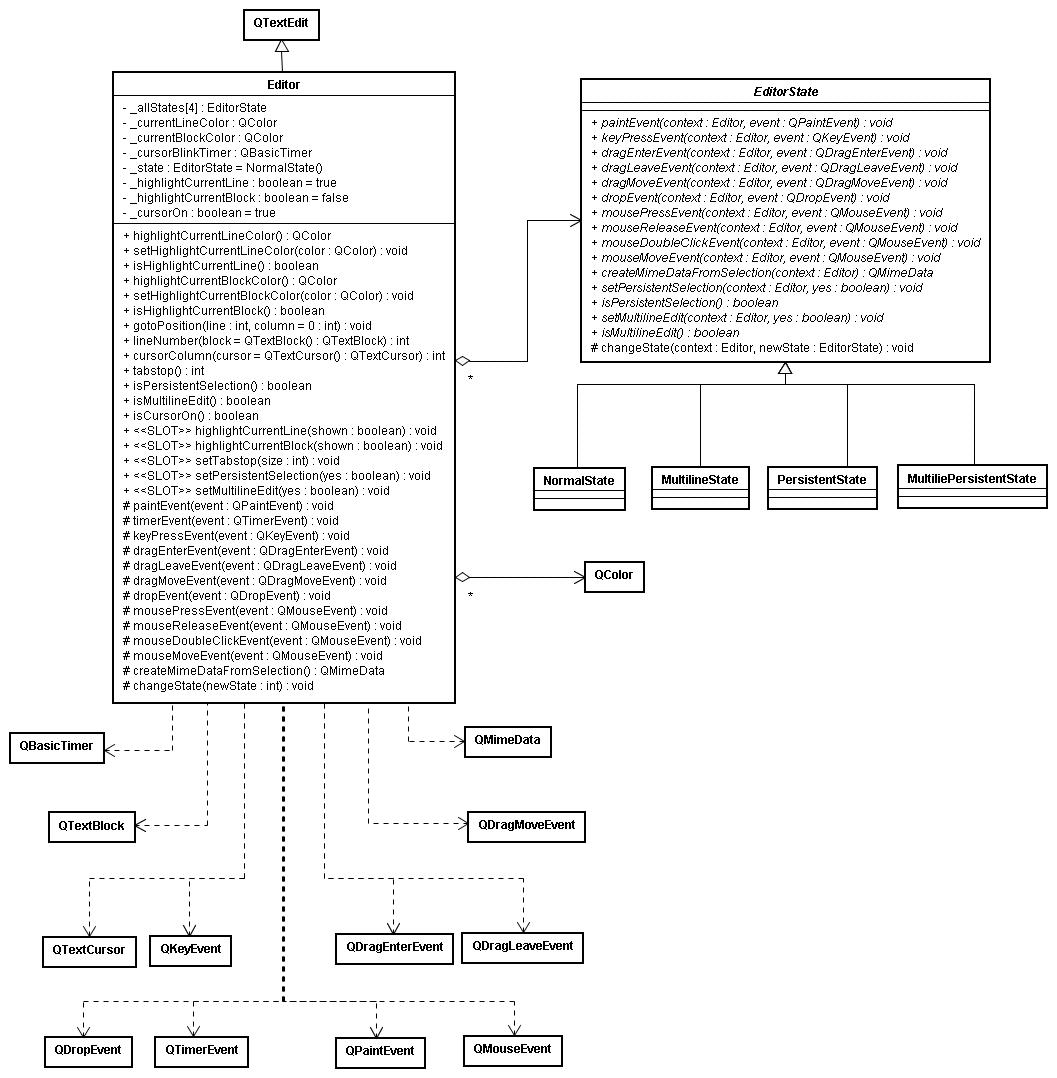 QTextEdit
Editor
- _allStates[4] : EditorState
- _currentLineColor : QColor
- _currentBlockColor : QColor
- _cursorBlinkTimer : QBasicTimer
- _state : EditorState = NormalState()
- _highlightCurrentLine : boolean = true
- _highlightCurrentBlock : boolean = false
- _cursorOn : boolean = true
+ highlightCurrentLineColor() : QColor
+ setHighlightCurrentLineColor(color : QColor) : void
+ isHighlightCurrentLine() : boolean
+ highlightCurrentBlockColor() : QColor
+ setHighlightCurrentBlockColor(color : QColor) : void
+ isHighlightCurrentBlock() : boolean
+ gotoPosition(line : int, column = 0 : int) : void
+ lineNumber(block = QTextBlock() : QTextBlock) : int
+ cursorColumn(cursor = QTextCursor() : QTextCursor) : int
+ tabstop() : int
+ isPersistentSelection() : boolean
+ isMultilineEdit() : boolean
+ isCursorOn() : boolean
+ <<SLOT>> highlightCurrentLine(shown : boolean) : void
+ <<SLOT>> highlightCurrentBlock(shown : boolean) : void
+ <<SLOT>> setTabstop(size : int) : void
+ <<SLOT>> setPersistentSelection(yes : boolean) : void
+ <<SLOT>> setMultilineEdit(yes : boolean) : void
# paintEvent(event : QPaintEvent) : void
# timerEvent(event : QTimerEvent) : void
# keyPressEvent(event : QKeyEvent) : void
# dragEnterEvent(event : QDragEnterEvent) : void
# dragLeaveEvent(event : QDragLeaveEvent) : void
# dragMoveEvent(event : QDragMoveEvent) : void
# dropEvent(event : QDropEvent) : void
# mousePressEvent(event : QMouseEvent) : void
# mouseReleaseEvent(event : QMouseEvent) : void
# mouseDoubleClickEvent(event : QMouseEvent) : void
# mouseMoveEvent(event : QMouseEvent) : void
# createMimeDataFromSelection() : QMimeData
# changeState(newState : int) : void
EditorState
+ paintEvent(context : Editor, event : QPaintEvent) : void
+ keyPressEvent(context : Editor, event : QKeyEvent) : void
+ dragEnterEvent(context : Editor, event : QDragEnterEvent) : void
+ dragLeaveEvent(context : Editor, event : QDragLeaveEvent) : void
+ dragMoveEvent(context : Editor, event : QDragMoveEvent) : void
+ dropEvent(context : Editor, event : QDropEvent) : void
+ mousePressEvent(context : Editor, event : QMouseEvent) : void
+ mouseReleaseEvent(context : Editor, event : QMouseEvent) : void
+ mouseDoubleClickEvent(context : Editor, event : QMouseEvent) : void
+ mouseMoveEvent(context : Editor, event : QMouseEvent) : void
+ createMimeDataFromSelection(context : Editor) : QMimeData
+ setPersistentSelection(context : Editor, yes : boolean) : void
+ isPersistentSelection() : boolean
+ setMultilineEdit(context : Editor, yes : boolean) : void
+ isMultilineEdit() : boolean
# changeState(context : Editor, newState : EditorState) : void
*
NormalState
MultilineState
PersistentState
MultiliePersistentState
QColor
*
QBasicTimer
QMimeData
QTextBlock
QDragMoveEvent
QTextCursor
QKeyEvent
QDragEnterEvent
QDragLeaveEvent
QDropEvent
QTimerEvent
QPaintEvent
QMouseEvent